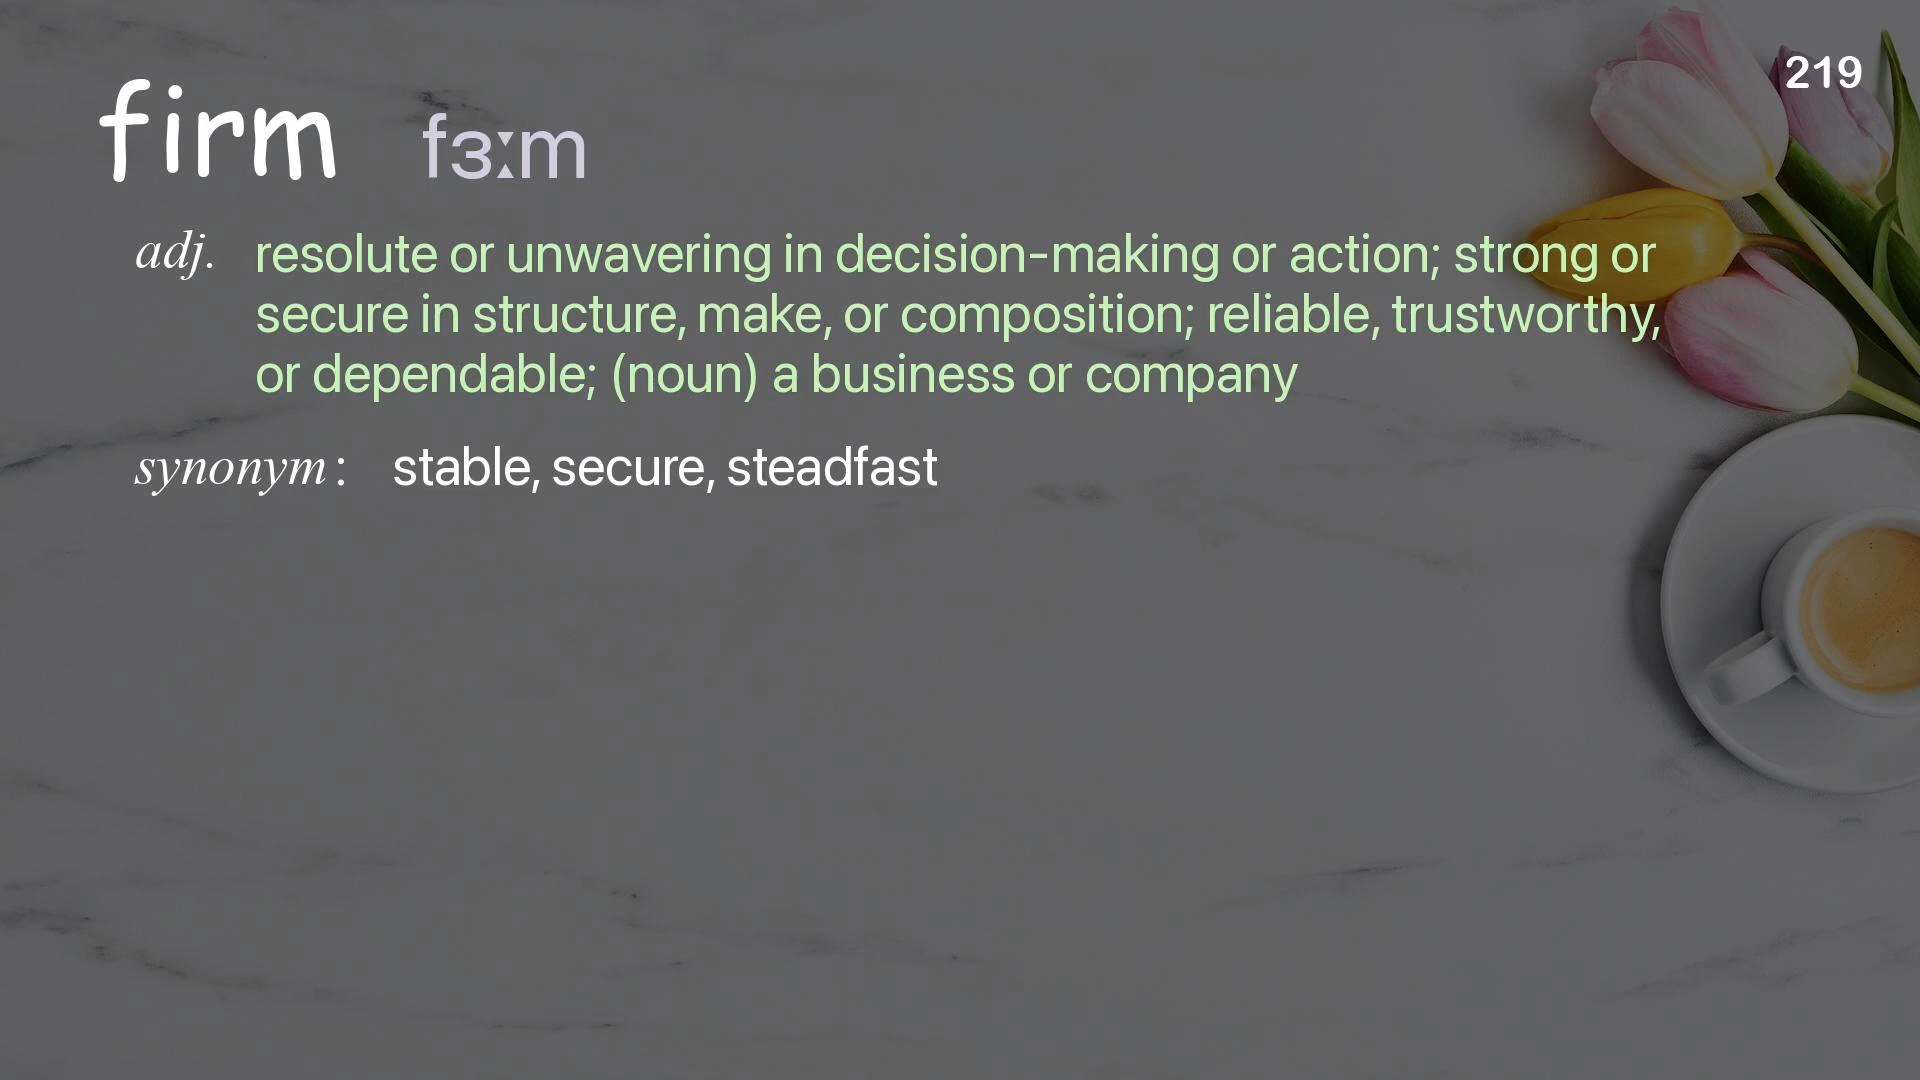 219
firm fɜːm
adj. resolute or unwavering in decision-making or action; strong or
secure in structure, make, or composition; reliable, trustworthy,
or dependable; (noun) a business or company
synonym: stable, secure, steadfast